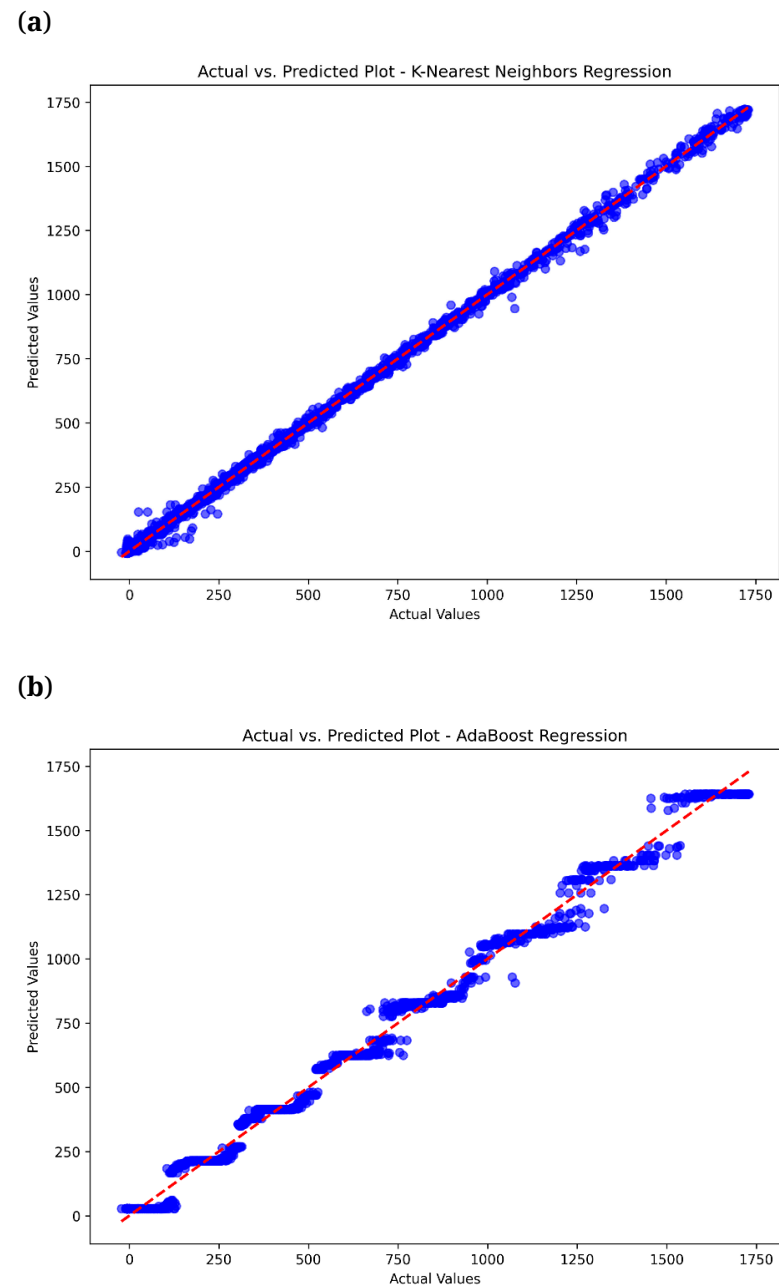 (a)
Actual vs. Predicted Plot - K-Nearest Neighbors Regression
1750
1500
1250
1000
750
500
250
0
Predicted Values
0 250 500 750 1000 1250 1500 1750
Actual Values
(b)
Actual vs. Predicted Plot - AdaBoost Regression
1750
1500
1250
1000
750
500
250
0
Predicted Values
0 250 500 750 1000 1250 1500 1750
Actual Values